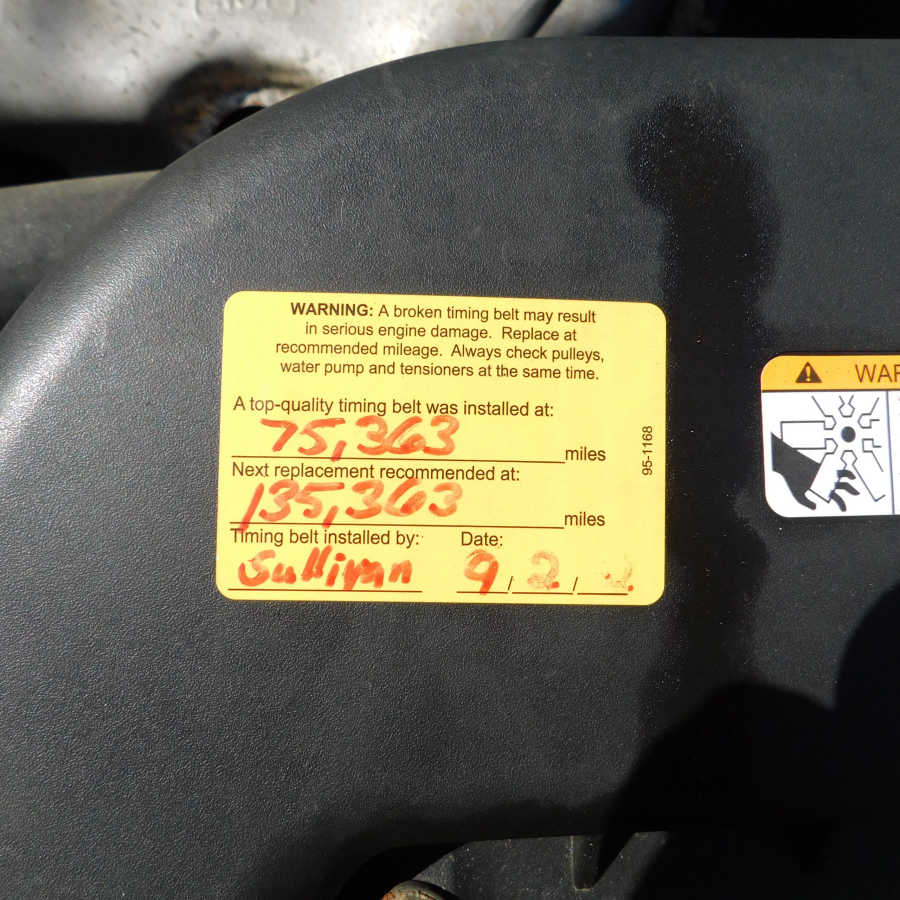 WARNING: A broken timing belt may result
in serious engine damage. Replace at
recommended mileage. Always check pulleys,
water pump and tensioners at the same time.
A top-quality timing belt was installed at:
75,363 miles
Next replacement recommended at:
135,363 miles
Timing belt installed by: Date:
Sullivan 9/2/
95-1168